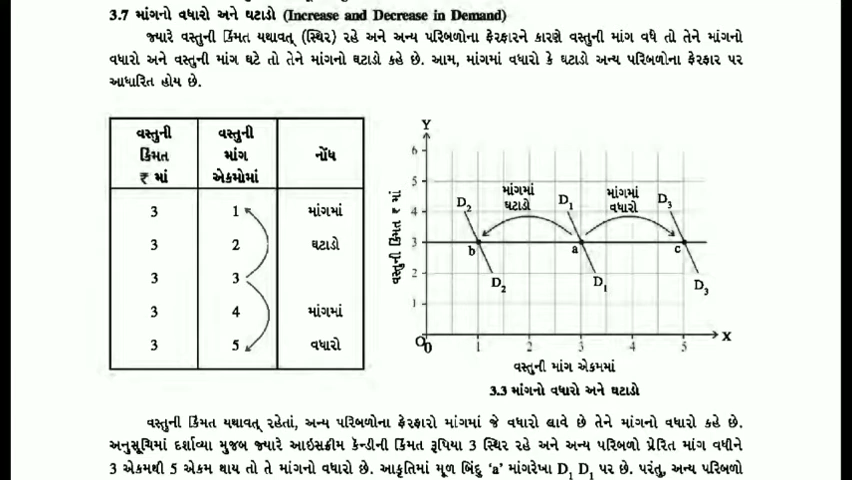 3.7 માંગનો વધારો અને ઘટાડો (Increase and Decrease in Demand)
જ્યારે વસ્તુની કિંમત યથાવત્ (સ્થિર) રહે અને અન્ય પરિબળોના ફેરફારને કારણે વસ્તુની માંગ વધે તો તેને માંગનો
વધારો અને વસ્તુની માંગ ઘટે તો તેને માંગનો ઘટાડો કહે છે. આમ, માંગમાં વધારો કે ઘટાડો અન્ય પરિબળોના ફેરફાર પર
આધારિત હોય છે.
વસ્તુની કિંમત ₹ માં વસ્તુની માંગ એકમોમાં નોંધ
3 1 માંગમાં
3 2 ઘટાડો
3 3
3 4 માંગમાં
3 5 વધારો
Y
6
5
4
3
2
1
0
વસ્તુની કિંમત ₹ માં
માંગમાં ઘટાડો
માંગમાં વધારો
D2 D1 D3
b a c
D2 D1 D3
O 1 2 3 4 5 X
વસ્તુની માંગ એકમમાં
3.3 માંગનો વધારો અને ઘટાડો
વસ્તુની કિંમત યથાવત્ રહેતાં, અન્ય પરિબળોના ફેરફારો માંગમાં જે વધારો લાવે છે તેને માંગનો વધારો કહે છે.
અનુસૂચિમાં દર્શાવ્યા મુજબ જ્યારે આઇસક્રીમ કેન્ડીની કિંમત રૂપિયા 3 સ્થિર રહે અને અન્ય પરિબળો પ્રેરિત માંગ વધીને
3 એકમથી 5 એકમ થાય તો તે માંગનો વધારો છે. આકૃતિમાં મૂળ બિંદુ ‘a’ માંગરેખા D1 D1 પર છે. પરંતુ, અન્ય પરિબળો